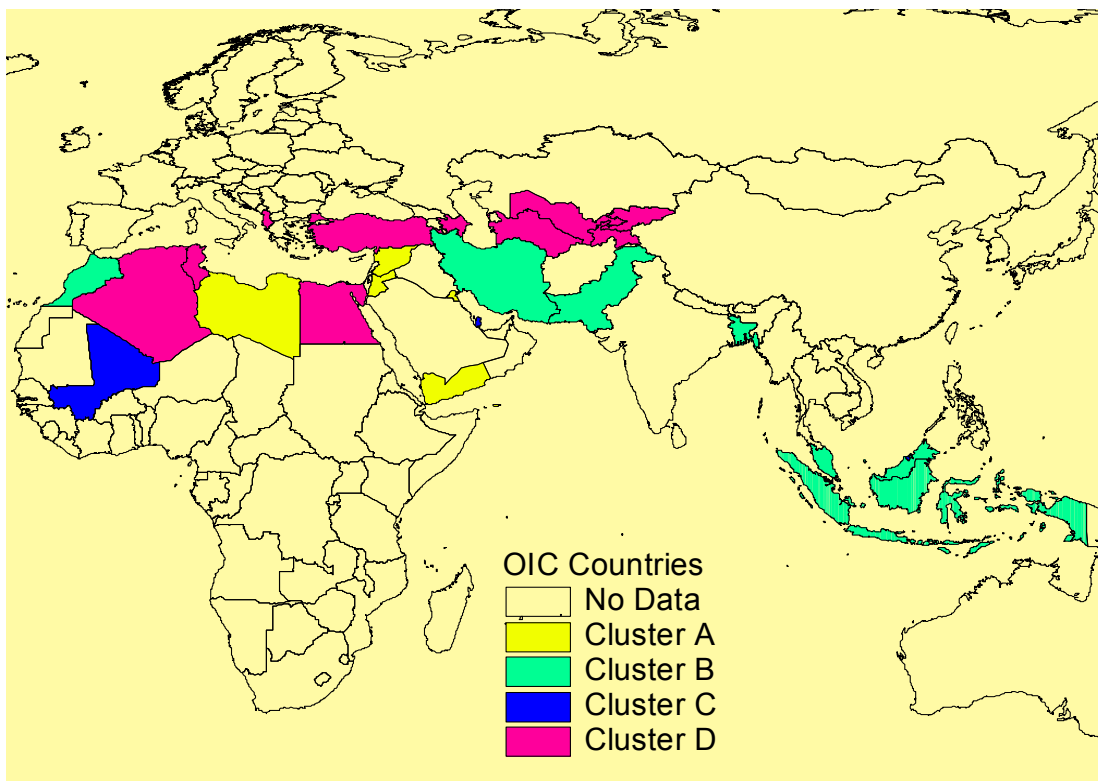 OIC Countries
No Data
Cluster A
Cluster B
Cluster C
Cluster D